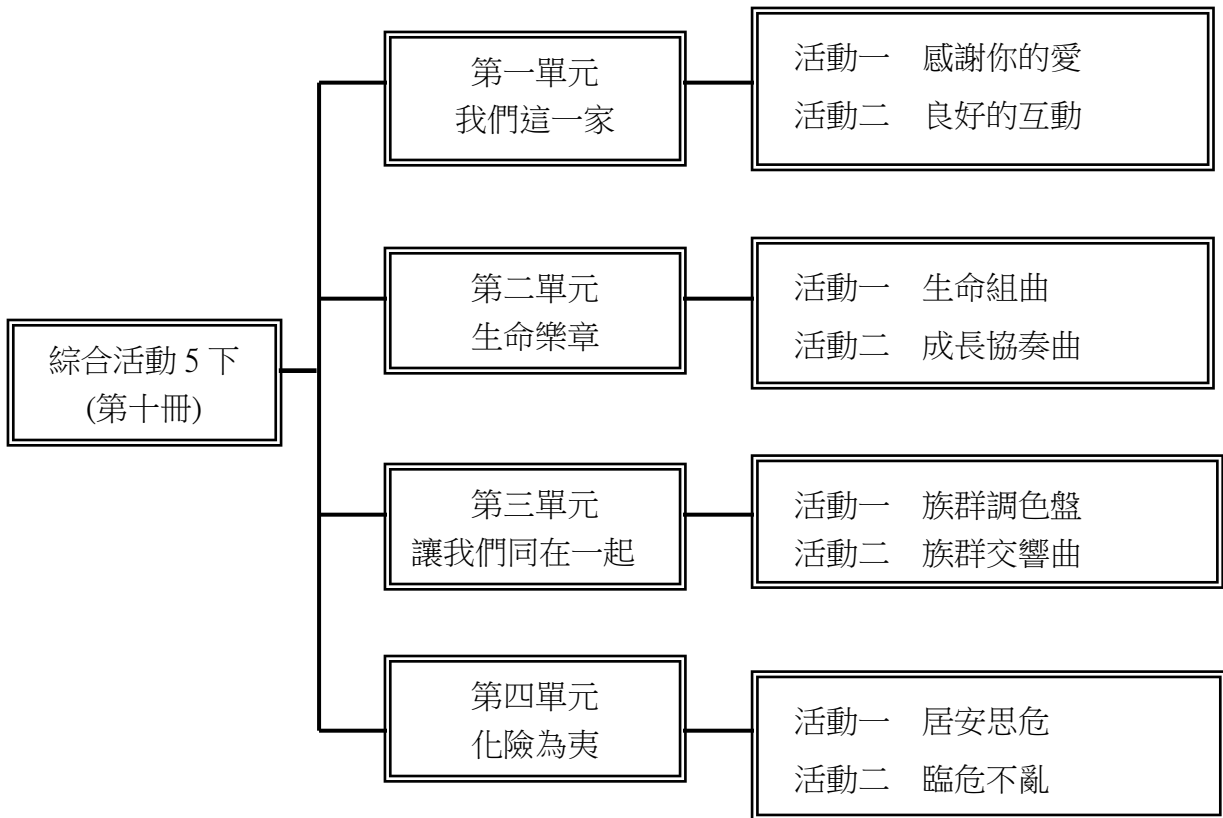 綜合活動 5 下
(第十冊)
第一單元
我們這一家
活動一　感謝你的愛
活動二　良好的互動
第二單元
生命樂章
活動一　生命組曲
活動二　成長協奏曲
第三單元
讓我們同在一起
活動一　族群調色盤
活動二　族群交響曲
第四單元
化險為夷
活動一　居安思危
活動二　臨危不亂